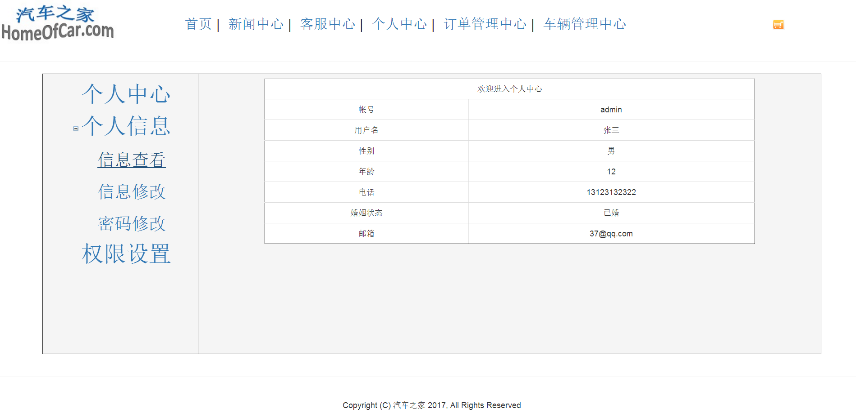 汽车之家
HomeOfCar.com
首页 | 新闻中心 | 客服中心 | 个人中心 | 订单管理中心 | 车辆管理中心
个人中心
个人信息
信息查看
信息修改
密码修改
权限设置
欢迎进入个人中心
帐号 admin
用户名 张三
性别 男
年龄 12
电话 13123132322
婚姻状态 已婚
邮箱 37@qq.com
Copyright (C) 汽车之家 2017, All Rights Reserved